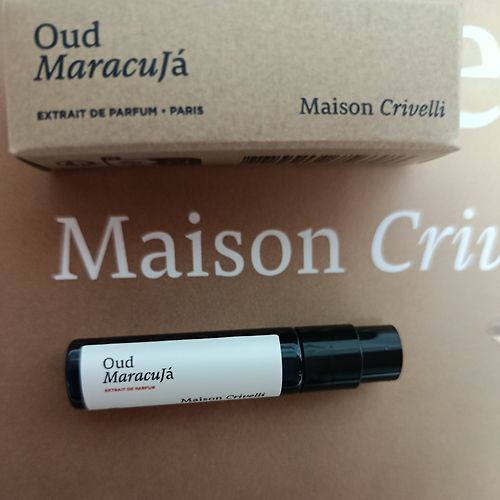 Oud
MaracuJá
EXTRAIT DE PARFUM • PARIS
Maison Crivelli
Maison Criv
Oud
MaracuJá
EXTRAIT DE PARFUM
Maison Crivelli